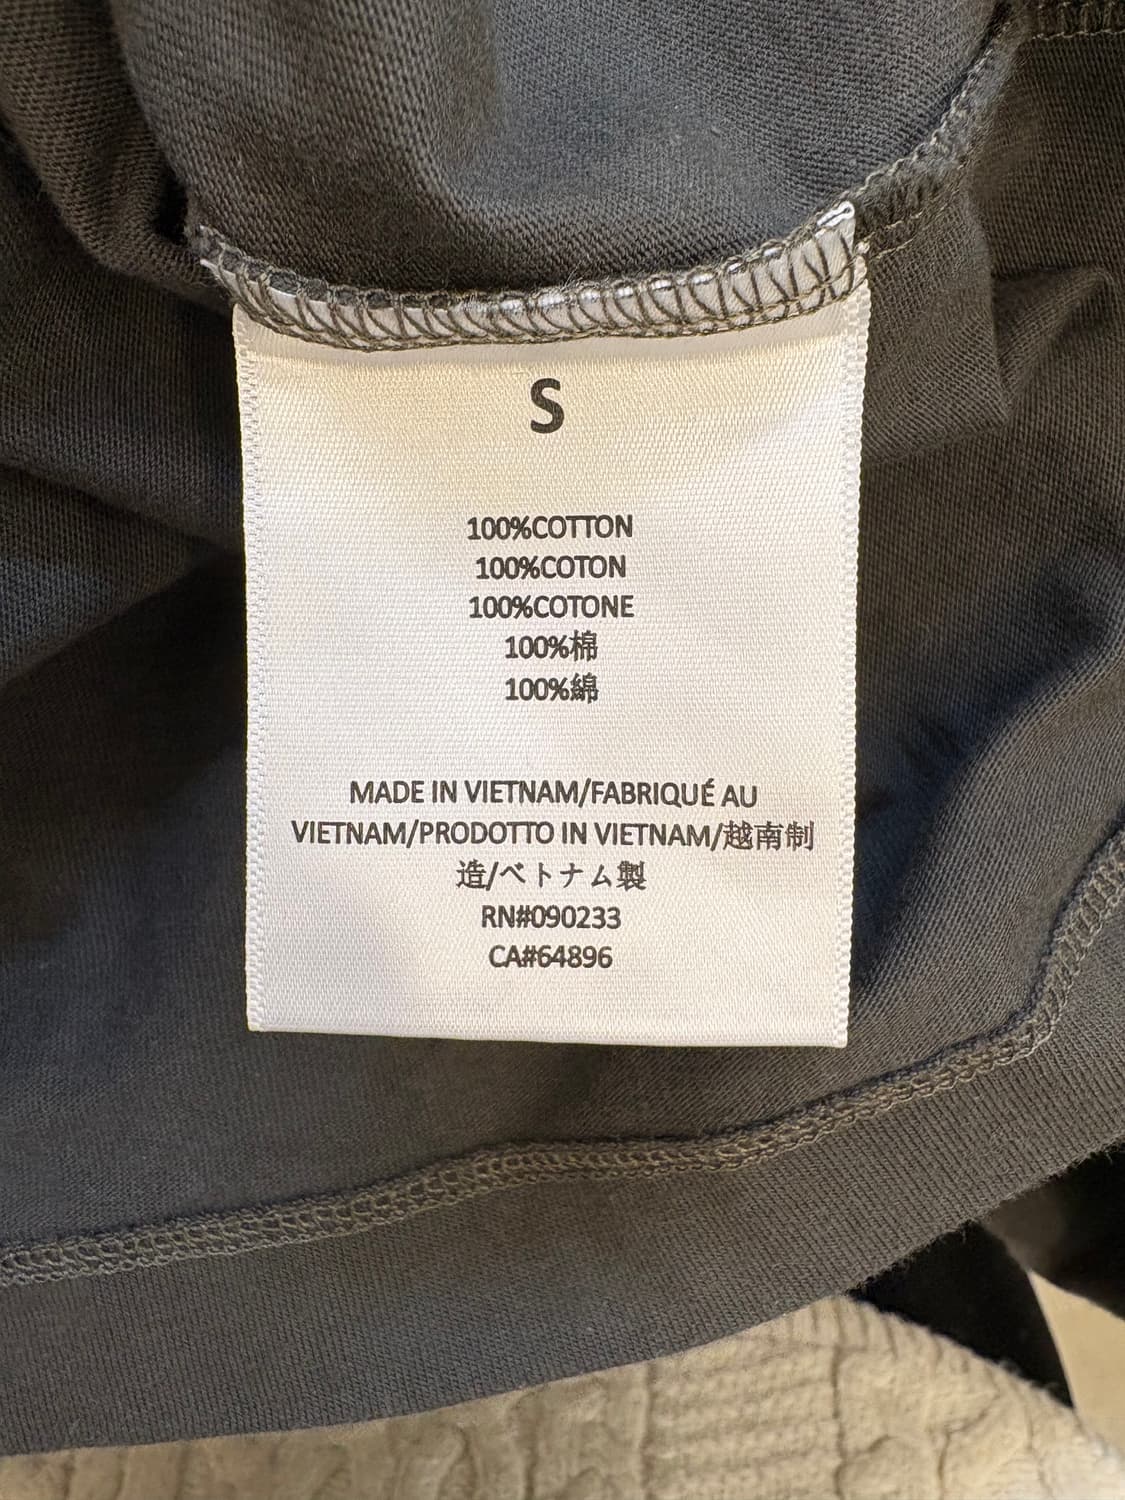 S
100%COTTON
100%COTON
100%COTONE
100%棉
100%綿
MADE IN VIETNAM/FABRIQUÉ AU
VIETNAM/PRODOTTO IN VIETNAM/越南制
造/ベトナム製
RN#090233
CA#64896